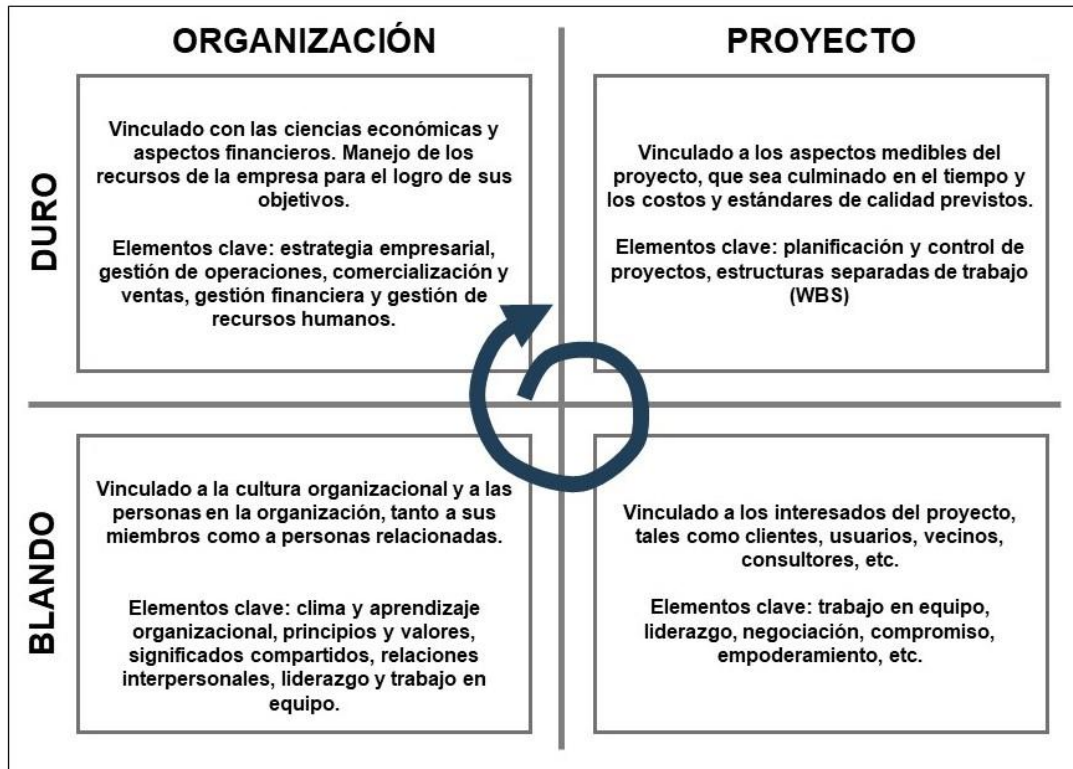 ORGANIZACIÓN
PROYECTO
DURO
Vinculado con las ciencias económicas y
aspectos financieros. Manejo de los
recursos de la empresa para el logro de sus
objetivos.
Elementos clave: estrategia empresarial,
gestión de operaciones, comercialización y
ventas, gestión financiera y gestión de
recursos humanos.
Vinculado a los aspectos medibles del
proyecto, que sea culminado en el tiempo y
los costos y estándares de calidad previstos.
Elementos clave: planificación y control de
proyectos, estructuras separadas de trabajo
(WBS)
BLANDO
Vinculado a la cultura organizacional y a las
personas en la organización, tanto a sus
miembros como a personas relacionadas.
Elementos clave: clima y aprendizaje
organizacional, principios y valores,
significados compartidos, relaciones
interpersonales, liderazgo y trabajo en
equipo.
Vinculado a los interesados del proyecto,
tales como clientes, usuarios, vecinos,
consultores, etc.
Elementos clave: trabajo en equipo,
liderazgo, negociación, compromiso,
empoderamiento, etc.